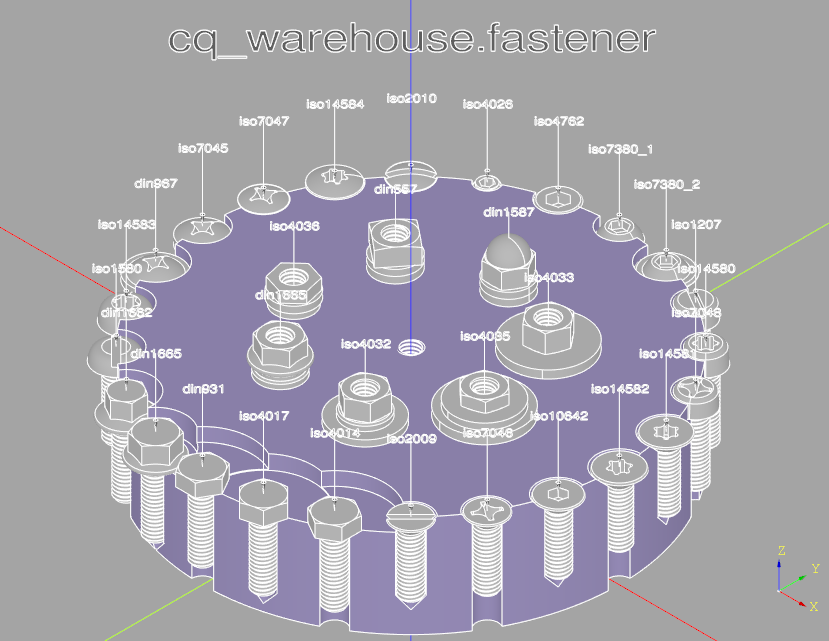 cq_warehouse.fastener
iso2010
iso14584
iso4026
iso7047
iso4762
iso7045
iso7380_1
din967
iso7380_2
din557
din1587
iso14583
iso4036
iso1207
iso1580
iso14580
iso4033
din1665
din1662
iso7048
iso4032
iso4035
din1665
iso14581
din931
iso14582
iso4017
iso10642
iso4014
iso2009
iso7046
Z
Y
X